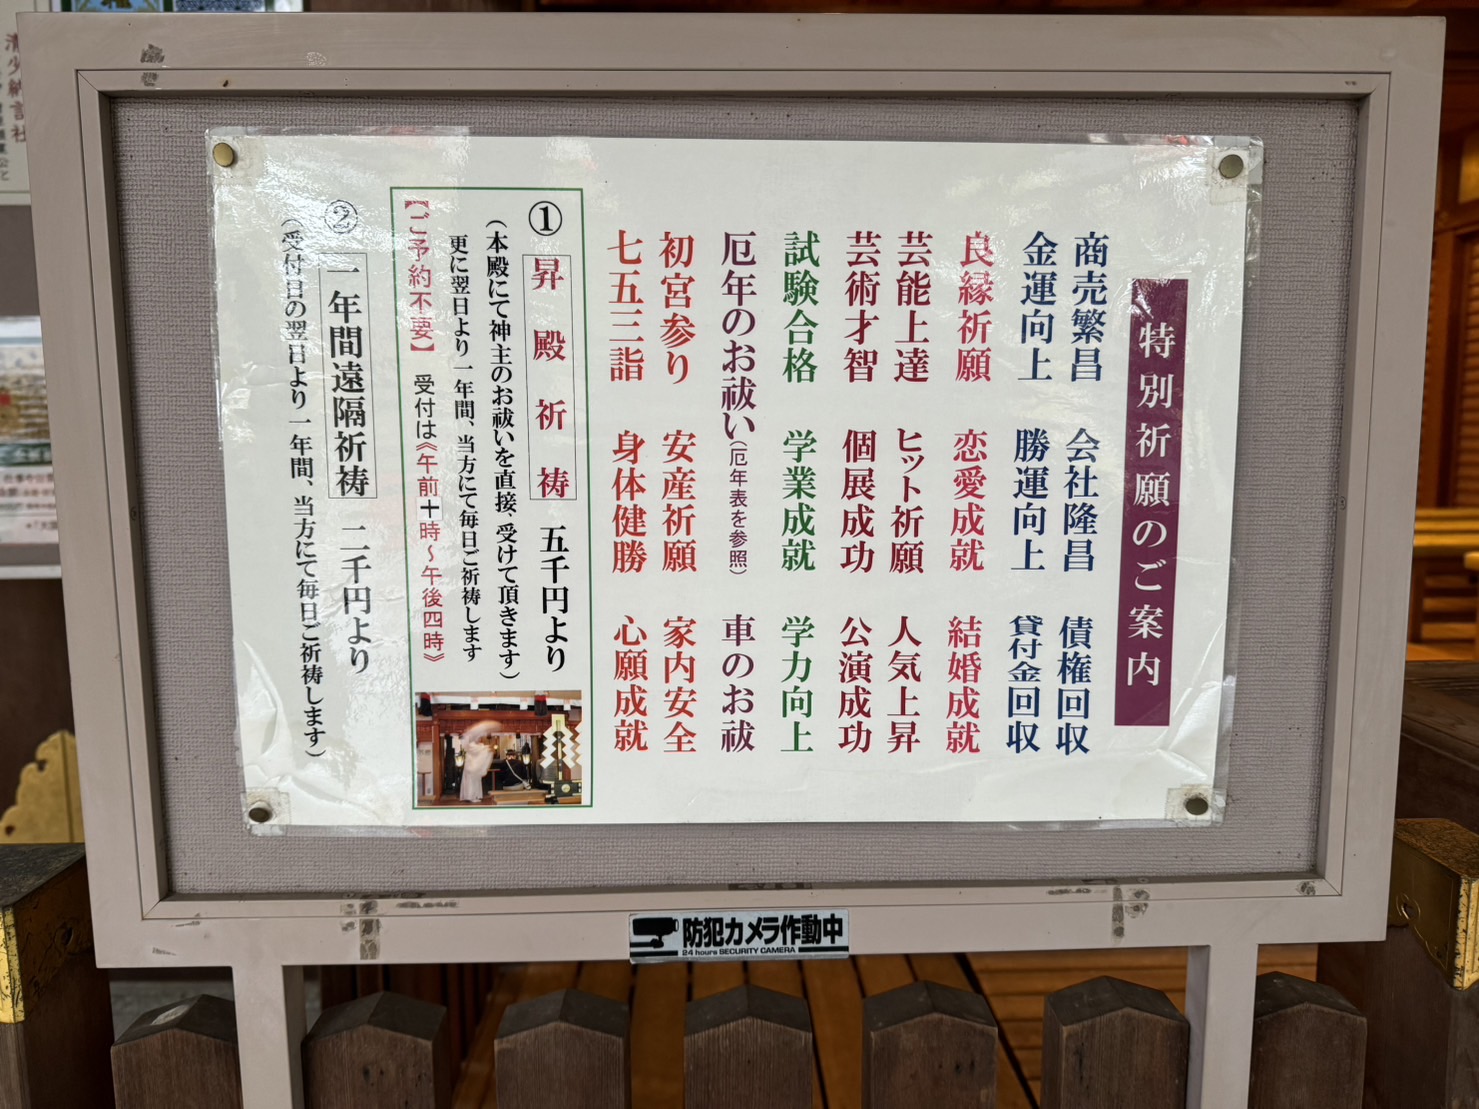 特別祈願のご案内
商売繁昌 会社隆昌 債権回収
金運向上 勝運向上 貸付金回収
良縁祈願 恋愛成就 結婚成就
芸能上達 ヒット祈願 人気上昇
芸術才智 個展成功 公演成功
試験合格 学業成就 学力向上
厄年のお祓い(厄年表を参照) 車のお祓
初宮参り 安産祈願 家内安全
七五三詣 身体健勝 心願成就
① 昇殿祈祷 五千円より
(本殿にて神主のお祓いを直接、受けて頂きます)
更に翌日より一年間、当方にて毎日ご祈祷します
【ご予約不要】 受付は《午前十時～午後四時》
② 一年間遠隔祈祷 二千円より
(受付日の翌日より一年間、当方にて毎日ご祈祷します)
防犯カメラ作動中
24 hours SECURITY CAMERA